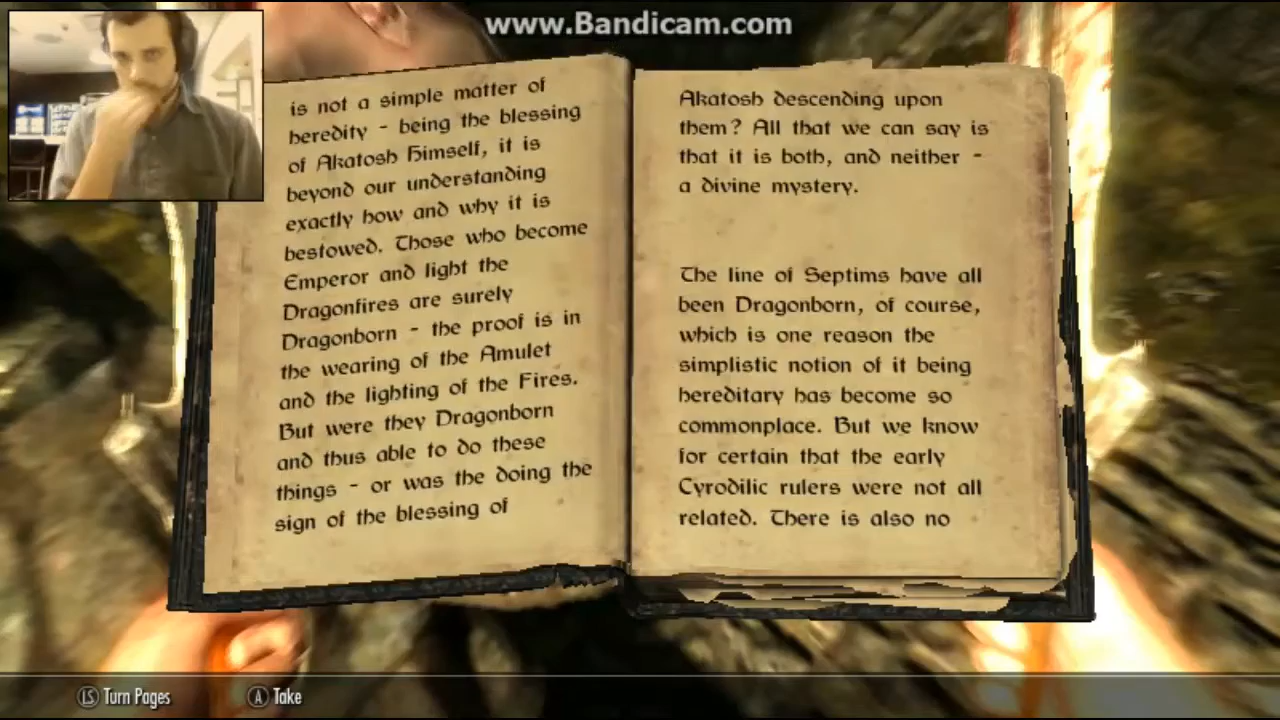 www.Bandicam.com
is not a simple matter of
heredity - being the blessing
of Akatosh Himself, it is
beyond our understanding
exactly how and why it is
bestowed. Those who become
Emperor and light the
Dragonfires are surely
Dragonborn - the proof is in
the wearing of the Amulet
and the lighting of the Fires.
But were they Dragonborn
and thus able to do these
things - or was the doing the
sign of the blessing of
Akatosh descending upon
them? All that we can say is
that it is both, and neither -
a divine mystery.
The line of Septims have all
been Dragonborn, of course,
which is one reason the
simplistic notion of it being
hereditary has become so
commonplace. But we know
for certain that the early
Cyrodilic rulers were not all
related. There is also no
LS Turn Pages
A Take